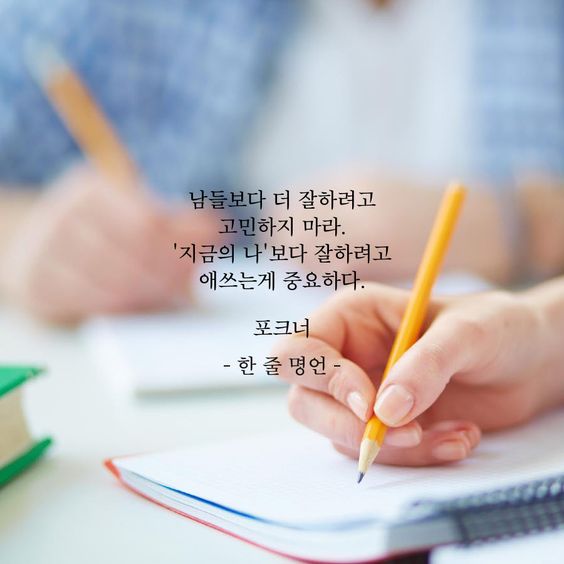 남들보다 더 잘하려고
고민하지 마라.
'지금의 나'보다 잘하려고
애쓰는게 중요하다.
포크너
- 한 줄 명언 -